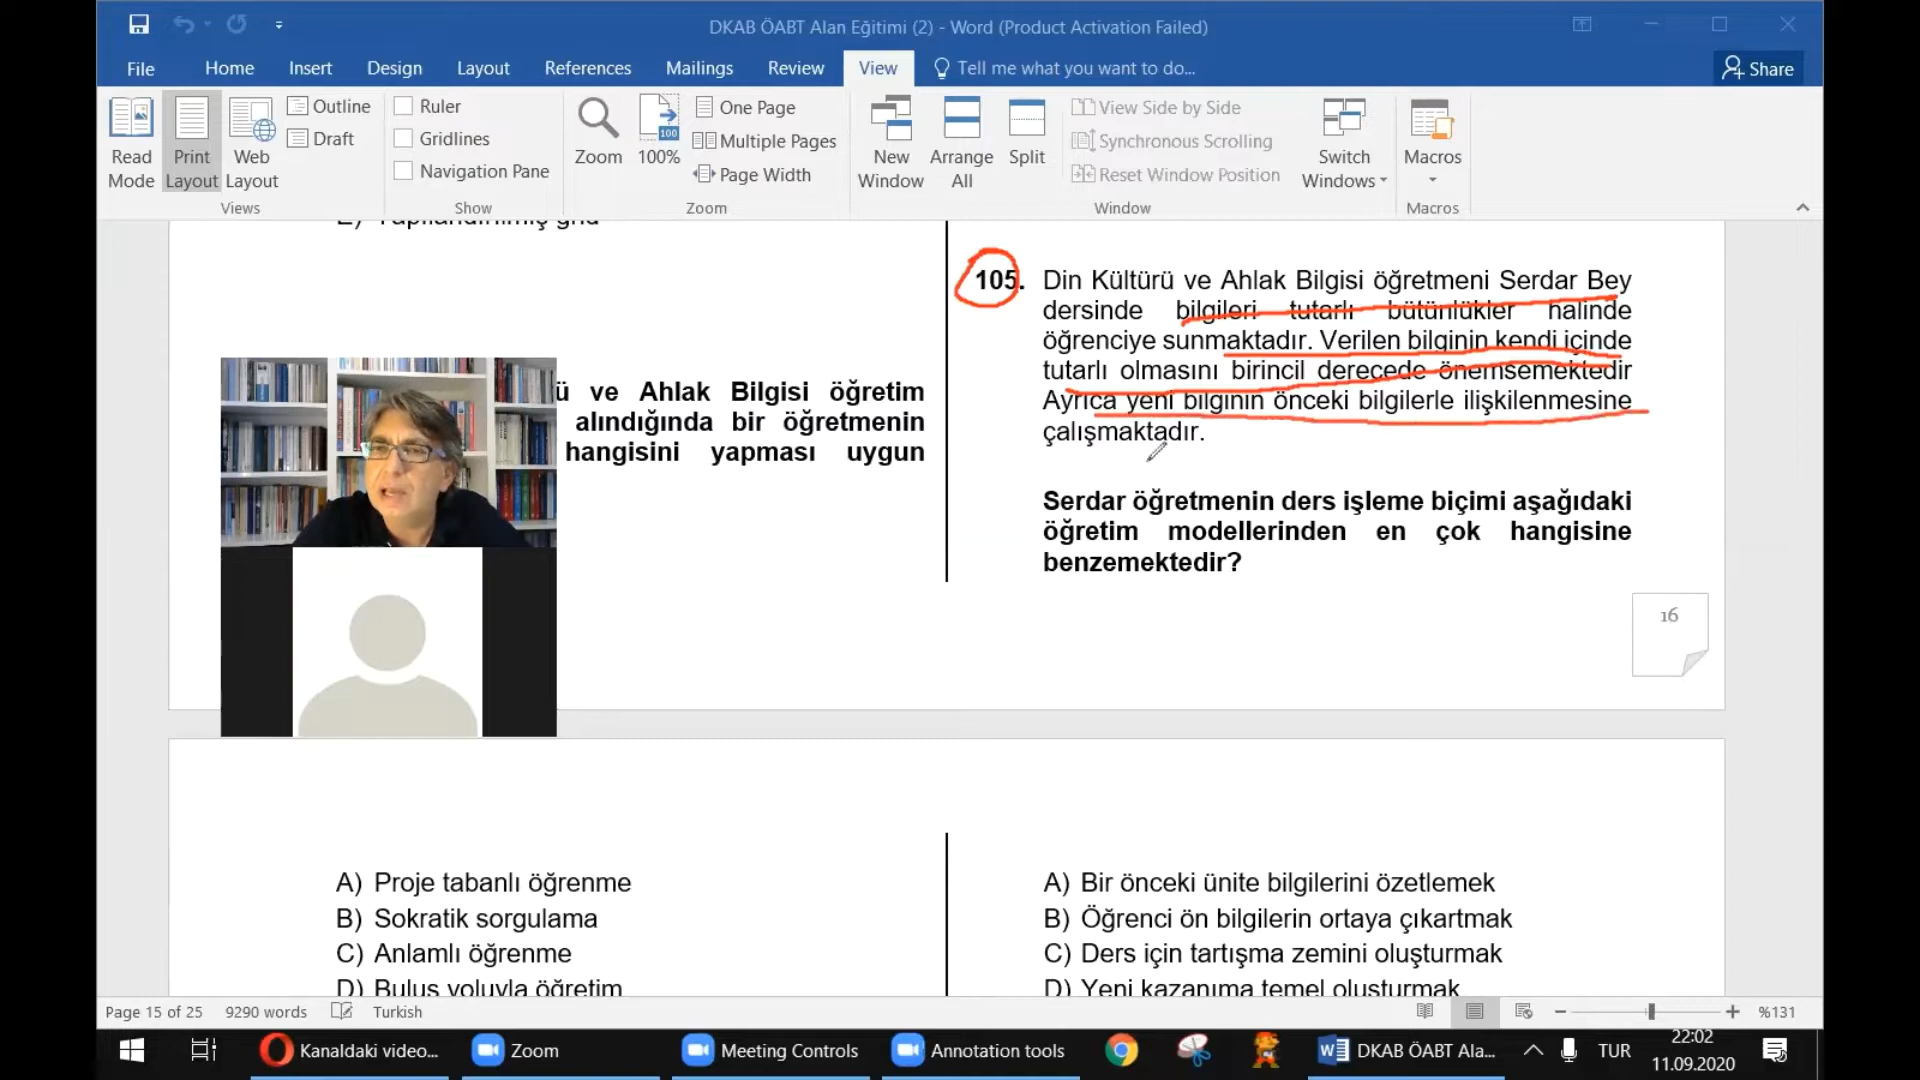 DKAB ÖABT Alan Eğitimi (2) - Word (Product Activation Failed)
File Home Insert Design Layout References Mailings Review View Tell me what you want to do... Share
Read Mode
Print Layout
Web Layout
Outline
Draft
Views
Ruler
Gridlines
Navigation Pane
Show
Zoom
100%
One Page
Multiple Pages
Page Width
Zoom
New Window
Arrange All
Split
View Side by Side
Synchronous Scrolling
Reset Window Position
Window
Switch Windows
Macros
Macros
E) Yapılandırılmış grid
ü ve Ahlak Bilgisi öğretim
alındığında bir öğretmenin
hangisini yapması uygun
105. Din Kültürü ve Ahlak Bilgisi öğretmeni Serdar Bey
dersinde bilgileri tutarlı bütünlükler halinde
öğrenciye sunmaktadır. Verilen bilginin kendi içinde
tutarlı olmasını birincil derecede önemsemektedir
Ayrıca yeni bilginin önceki bilgilerle ilişkilenmesine
çalışmaktadır.
Serdar öğretmenin ders işleme biçimi aşağıdaki
öğretim modellerinden en çok hangisine
benzemektedir?
16
A) Proje tabanlı öğrenme
B) Sokratik sorgulama
C) Anlamlı öğrenme
D) Buluş yoluyla öğretim
A) Bir önceki ünite bilgilerini özetlemek
B) Öğrenci ön bilgilerin ortaya çıkartmak
C) Ders için tartışma zemini oluşturmak
D) Yeni kazanıma temel oluşturmak
Page 15 of 25 9290 words Turkish %131
Kanaldaki video... Zoom Meeting Controls Annotation tools DKAB ÖABT Ala... TUR 22:02
11.09.2020